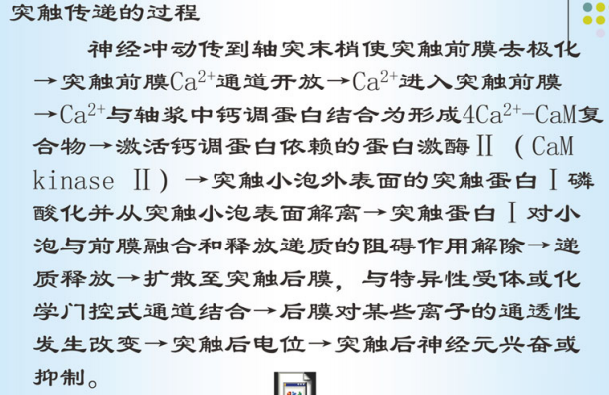 突触传递的过程
神经冲动传到轴突末梢使突触前膜去极化
→突触前膜Ca²⁺通道开放→Ca²⁺进入突触前膜
→Ca²⁺与轴浆中钙调蛋白结合为形成4Ca²⁺-CaM复
合物→激活钙调蛋白依赖的蛋白激酶Ⅱ（CaM
kinase Ⅱ）→突触小泡外表面的突触蛋白Ⅰ磷
酸化并从突触小泡表面解离→突触蛋白Ⅰ对小
泡与前膜融合和释放递质的阻碍作用解除→递
质释放→扩散至突触后膜，与特异性受体或化
学门控式通道结合→后膜对某些离子的通透性
发生改变→突触后电位→突触后神经元兴奋或
抑制。